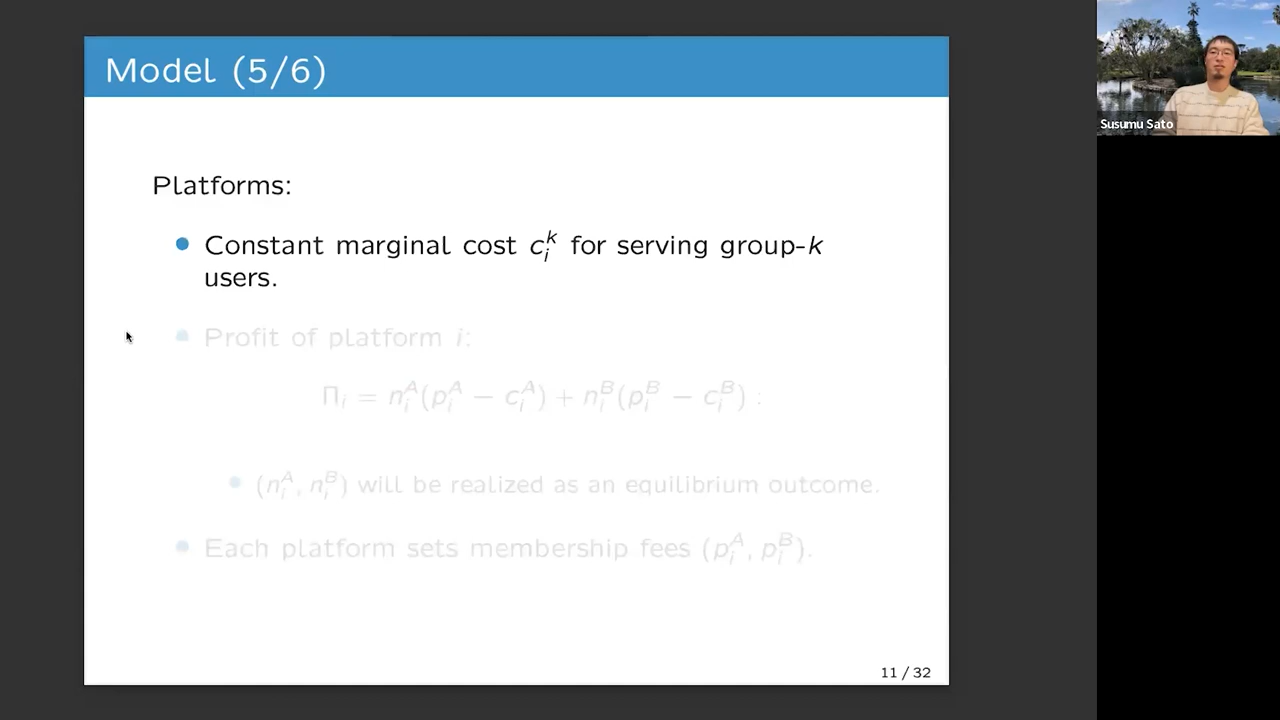 Model (5/6)
Susumu Sato
Platforms:
Constant marginal cost c_i^k for serving group-k
users.
Profit of platform i:
Π_i = n_i^A(p_i^A − c_i^A) + n_i^B(p_i^B − c_i^B) :
(n_i^A, n_i^B) will be realized as an equilibrium outcome.
Each platform sets membership fees (p_i^A, p_i^B).
11 / 32